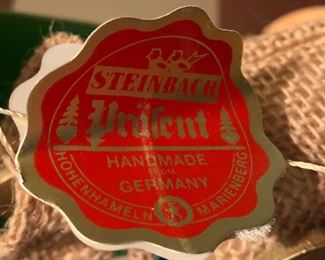 STEINBACH
Präsent
HANDMADE
FROM
GERMANY
HOHENHAMELN MARIENBERG